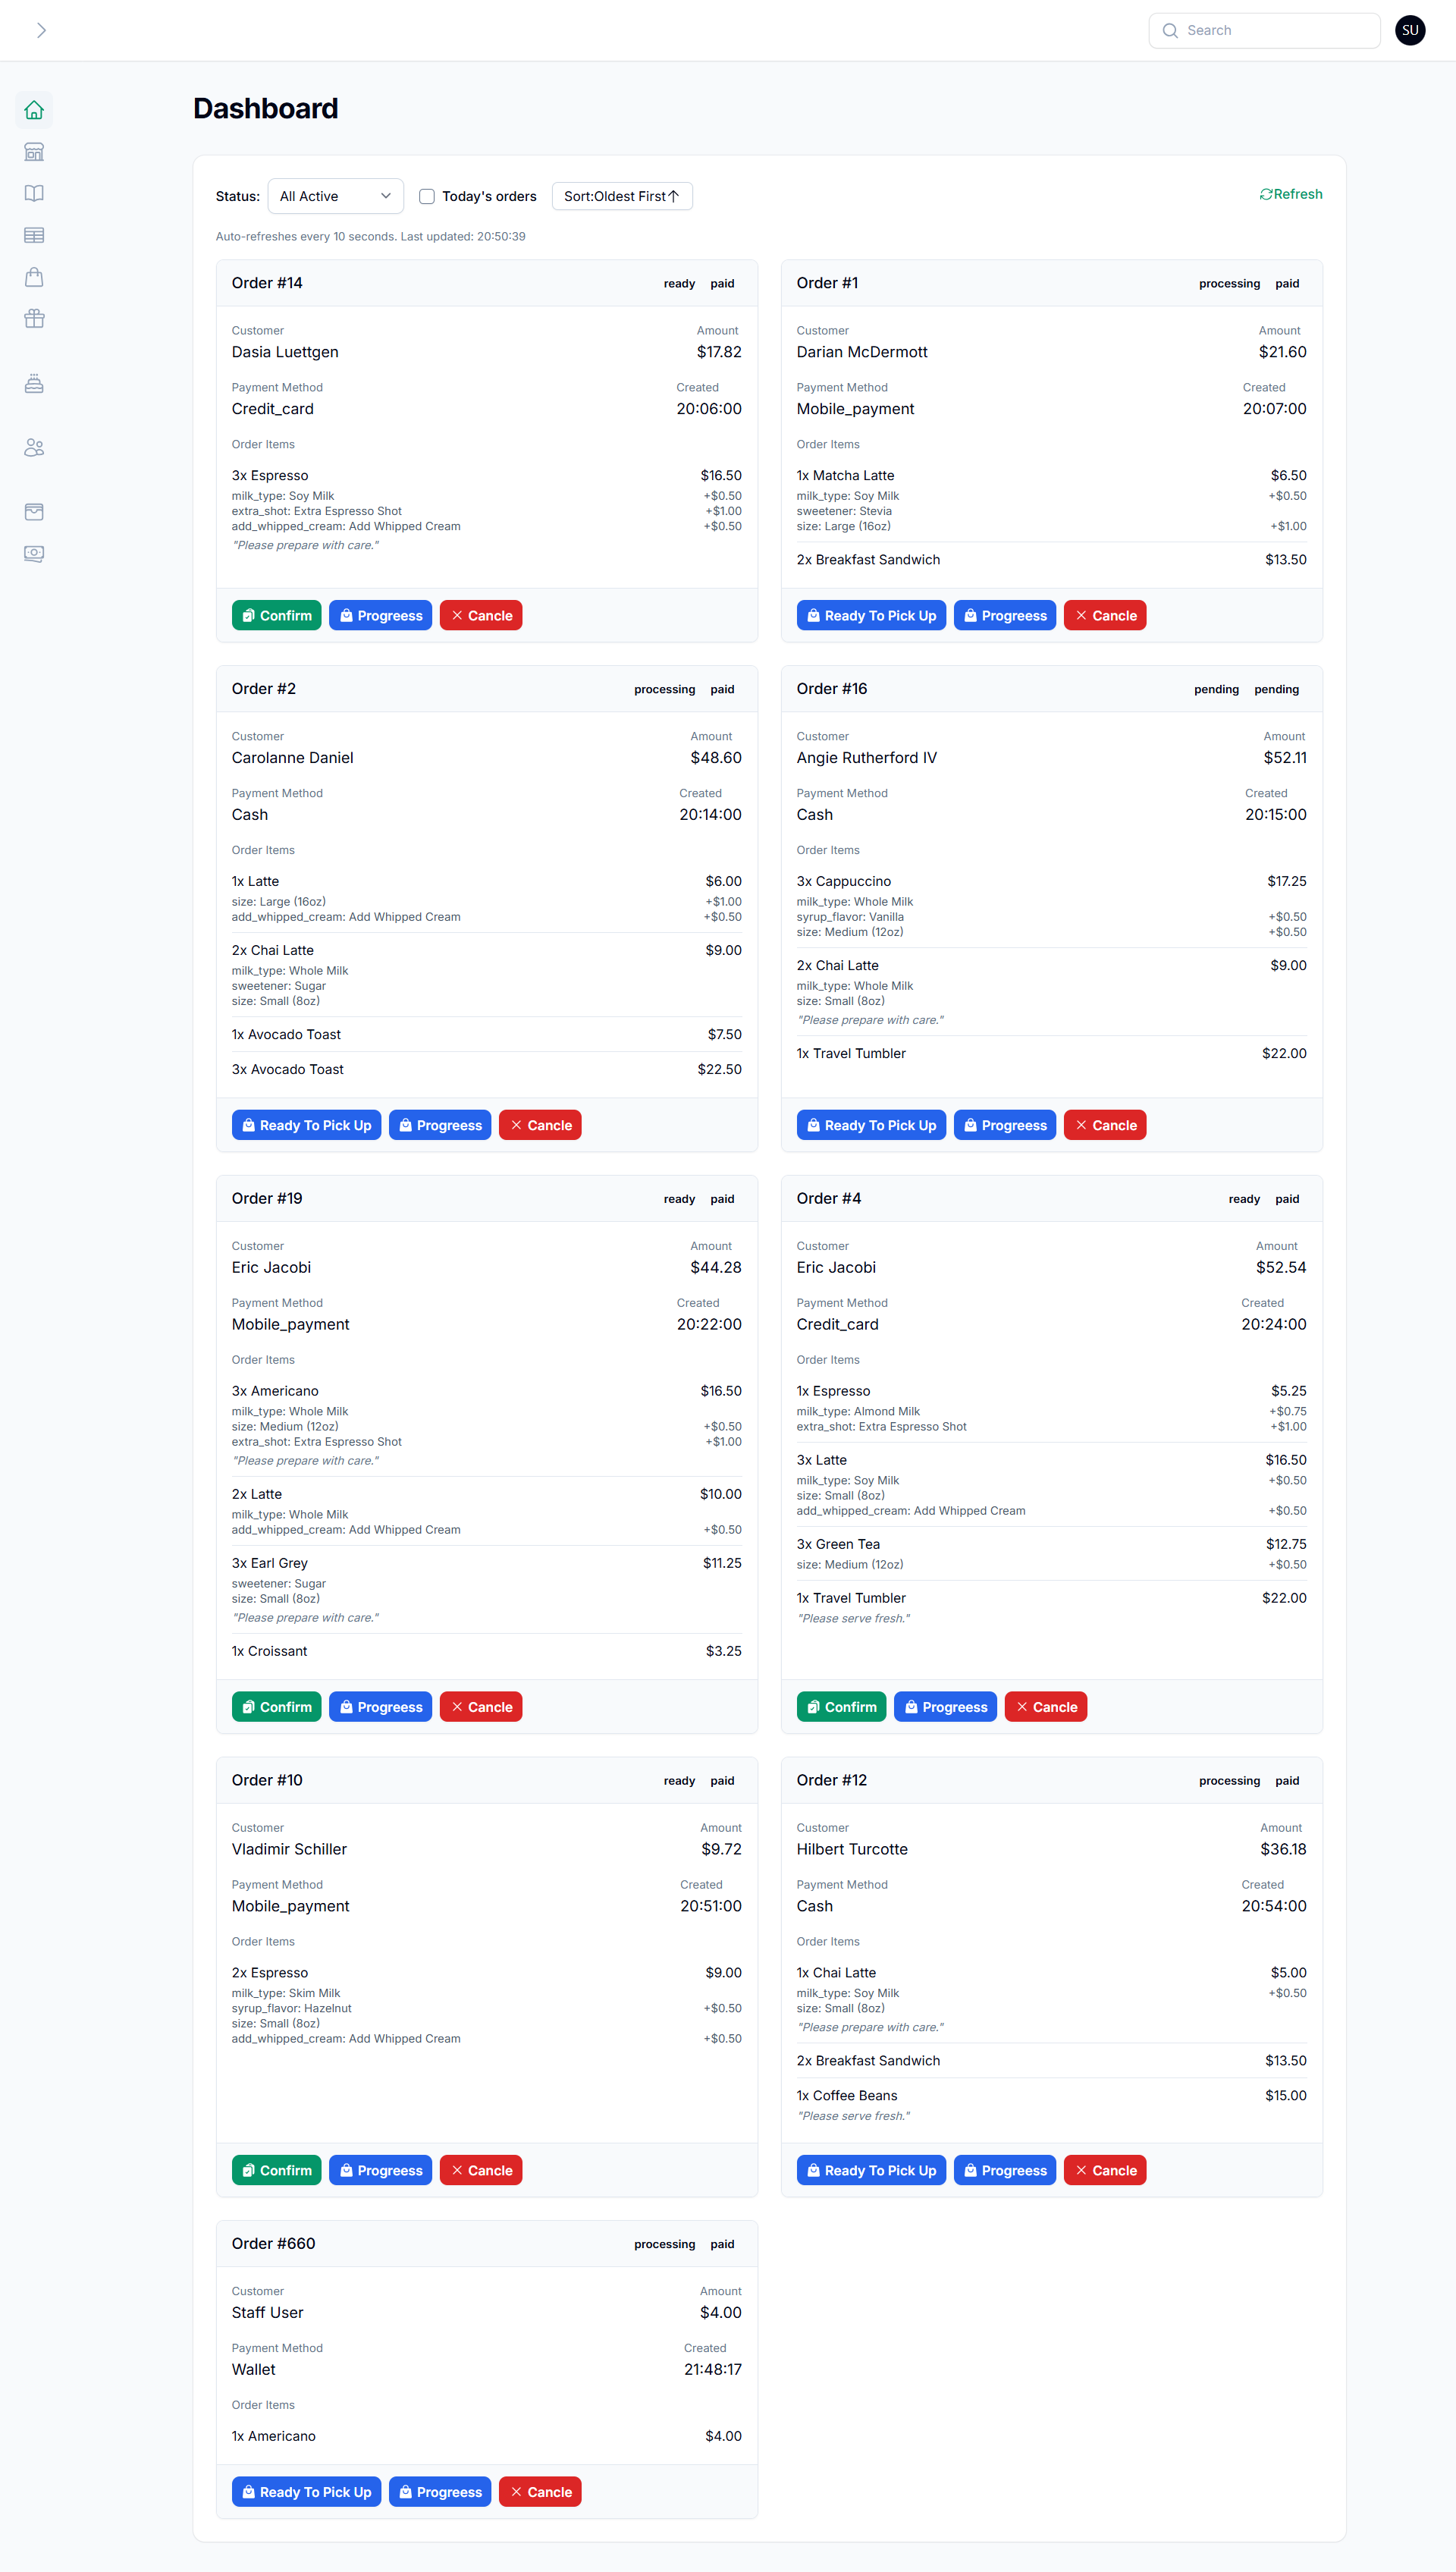 Search
SU
Dashboard
Status: All Active Today's orders Sort:Oldest First Refresh
Auto-refreshes every 10 seconds. Last updated: 20:50:39
Order #14 ready paid
Customer Amount
Dasia Luettgen $17.82
Payment Method Created
Credit_card 20:06:00
Order Items
3x Espresso $16.50
milk_type: Soy Milk +$0.50
extra_shot: Extra Espresso Shot +$1.00
add_whipped_cream: Add Whipped Cream +$0.50
"Please prepare with care."
Confirm Progreess Cancle
Order #1 processing paid
Customer Amount
Darian McDermott $21.60
Payment Method Created
Mobile_payment 20:07:00
Order Items
1x Matcha Latte $6.50
milk_type: Soy Milk +$0.50
sweetener: Stevia
size: Large (16oz) +$1.00
2x Breakfast Sandwich $13.50
Ready To Pick Up Progreess Cancle
Order #2 processing paid
Customer Amount
Carolanne Daniel $48.60
Payment Method Created
Cash 20:14:00
Order Items
1x Latte $6.00
size: Large (16oz) +$1.00
add_whipped_cream: Add Whipped Cream +$0.50
2x Chai Latte $9.00
milk_type: Whole Milk
sweetener: Sugar
size: Small (8oz)
1x Avocado Toast $7.50
3x Avocado Toast $22.50
Ready To Pick Up Progreess Cancle
Order #16 pending pending
Customer Amount
Angie Rutherford IV $52.11
Payment Method Created
Cash 20:15:00
Order Items
3x Cappuccino $17.25
milk_type: Whole Milk
syrup_flavor: Vanilla +$0.50
size: Medium (12oz) +$0.50
2x Chai Latte $9.00
milk_type: Whole Milk
size: Small (8oz)
"Please prepare with care."
1x Travel Tumbler $22.00
Ready To Pick Up Progreess Cancle
Order #19 ready paid
Customer Amount
Eric Jacobi $44.28
Payment Method Created
Mobile_payment 20:22:00
Order Items
3x Americano $16.50
milk_type: Whole Milk
size: Medium (12oz) +$0.50
extra_shot: Extra Espresso Shot +$1.00
"Please prepare with care."
2x Latte $10.00
milk_type: Whole Milk
add_whipped_cream: Add Whipped Cream +$0.50
3x Earl Grey $11.25
sweetener: Sugar
size: Small (8oz)
"Please prepare with care."
1x Croissant $3.25
Confirm Progreess Cancle
Order #4 ready paid
Customer Amount
Eric Jacobi $52.54
Payment Method Created
Credit_card 20:24:00
Order Items
1x Espresso $5.25
milk_type: Almond Milk +$0.75
extra_shot: Extra Espresso Shot +$1.00
3x Latte $16.50
milk_type: Soy Milk +$0.50
size: Small (8oz)
add_whipped_cream: Add Whipped Cream +$0.50
3x Green Tea $12.75
size: Medium (12oz) +$0.50
1x Travel Tumbler $22.00
"Please serve fresh."
Confirm Progreess Cancle
Order #10 ready paid
Customer Amount
Vladimir Schiller $9.72
Payment Method Created
Mobile_payment 20:51:00
Order Items
2x Espresso $9.00
milk_type: Skim Milk
syrup_flavor: Hazelnut +$0.50
size: Small (8oz)
add_whipped_cream: Add Whipped Cream +$0.50
Confirm Progreess Cancle
Order #12 processing paid
Customer Amount
Hilbert Turcotte $36.18
Payment Method Created
Cash 20:54:00
Order Items
1x Chai Latte $5.00
milk_type: Soy Milk +$0.50
size: Small (8oz)
"Please prepare with care."
2x Breakfast Sandwich $13.50
1x Coffee Beans $15.00
"Please serve fresh."
Ready To Pick Up Progreess Cancle
Order #660 processing paid
Customer Amount
Staff User $4.00
Payment Method Created
Wallet 21:48:17
Order Items
1x Americano $4.00
Ready To Pick Up Progreess Cancle